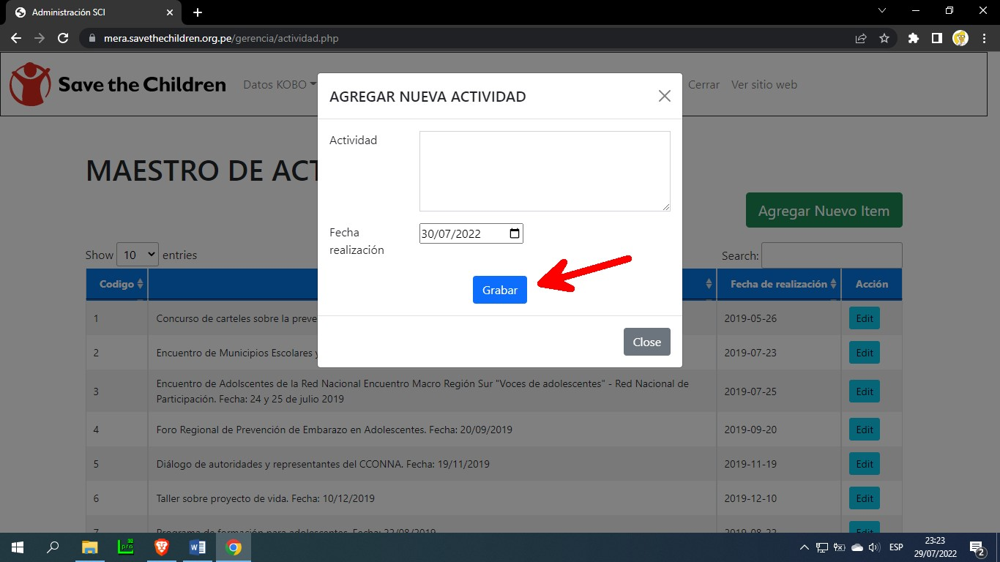 Administración SCI
mera.savethechildren.org.pe/gerencia/actividad.php
Save the Children
Datos KOBO
Cerrar
Ver sitio web
AGREGAR NUEVA ACTIVIDAD
Actividad
Fecha
realización
30/07/2022
Grabar
Close
MAESTRO DE ACT
Agregar Nuevo Item
Show 10 entries
Search:
Codigo Fecha de realización Acción
1 Concurso de carteles sobre la preve 2019-05-26 Edit
2 Encuentro de Municipios Escolares y 2019-07-23 Edit
3 Encuentro de Adolscentes de la Red Nacional Encuentro Macro Región Sur "Voces de adolescentes" - Red Nacional de
Participación. Fecha: 24 y 25 de julio 2019 2019-07-25 Edit
4 Foro Regional de Prevención de Embarazo en Adolescentes. Fecha: 20/09/2019 2019-09-20 Edit
5 Diálogo de autoridades y representantes del CCONNA. Fecha: 19/11/2019 2019-11-19 Edit
6 Taller sobre proyecto de vida. Fecha: 10/12/2019 2019-12-10 Edit
7 Programa de formación para adolescentes. Fecha: 22/08/2019 2019-08-22 Edit
ESP
23:23
29/07/2022
2